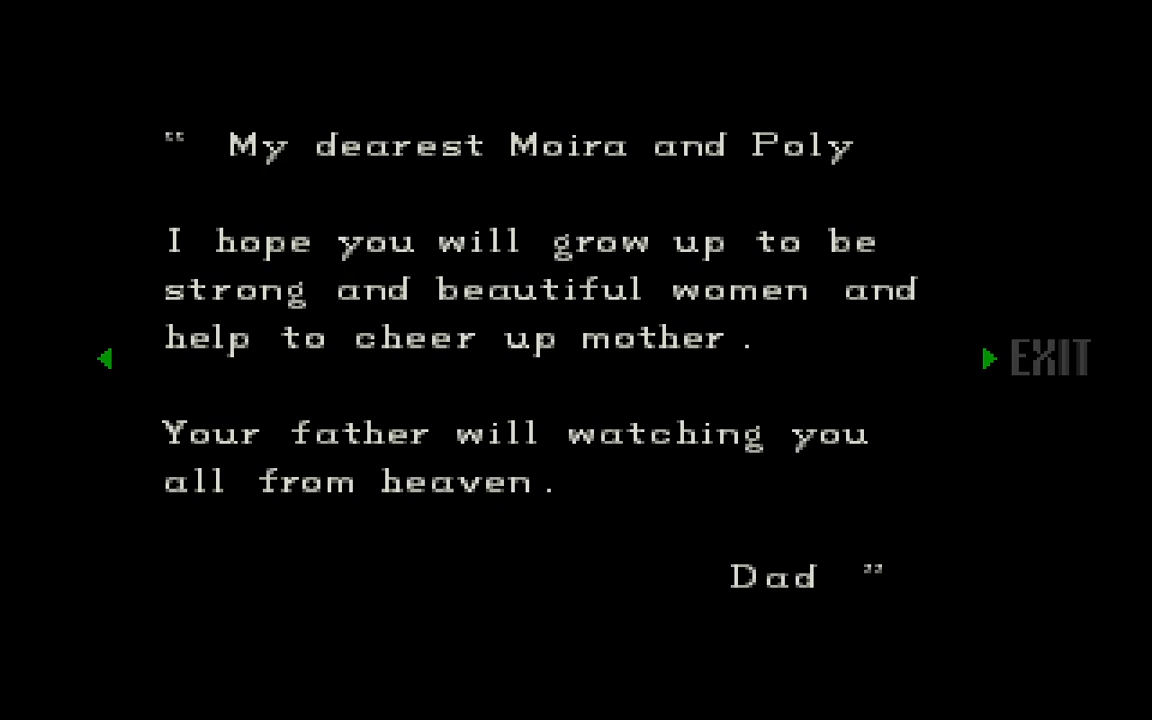 “ My dearest Moira and Poly
I hope you will grow up to be
strong and beautiful women and
help to cheer up mother .
EXIT
Your father will watching you
all from heaven .
Dad ”